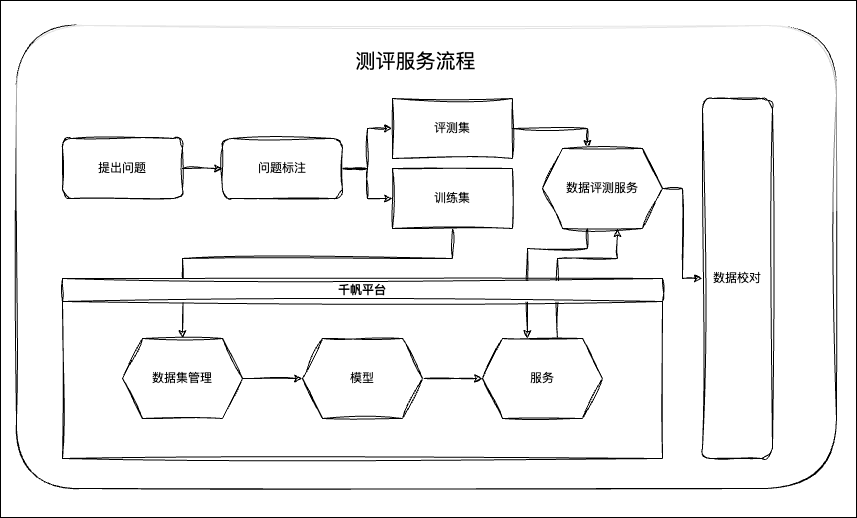 测评服务流程
提出问题
问题标注
评测集
训练集
数据评测服务
数据校对
千帆平台
数据集管理
模型
服务